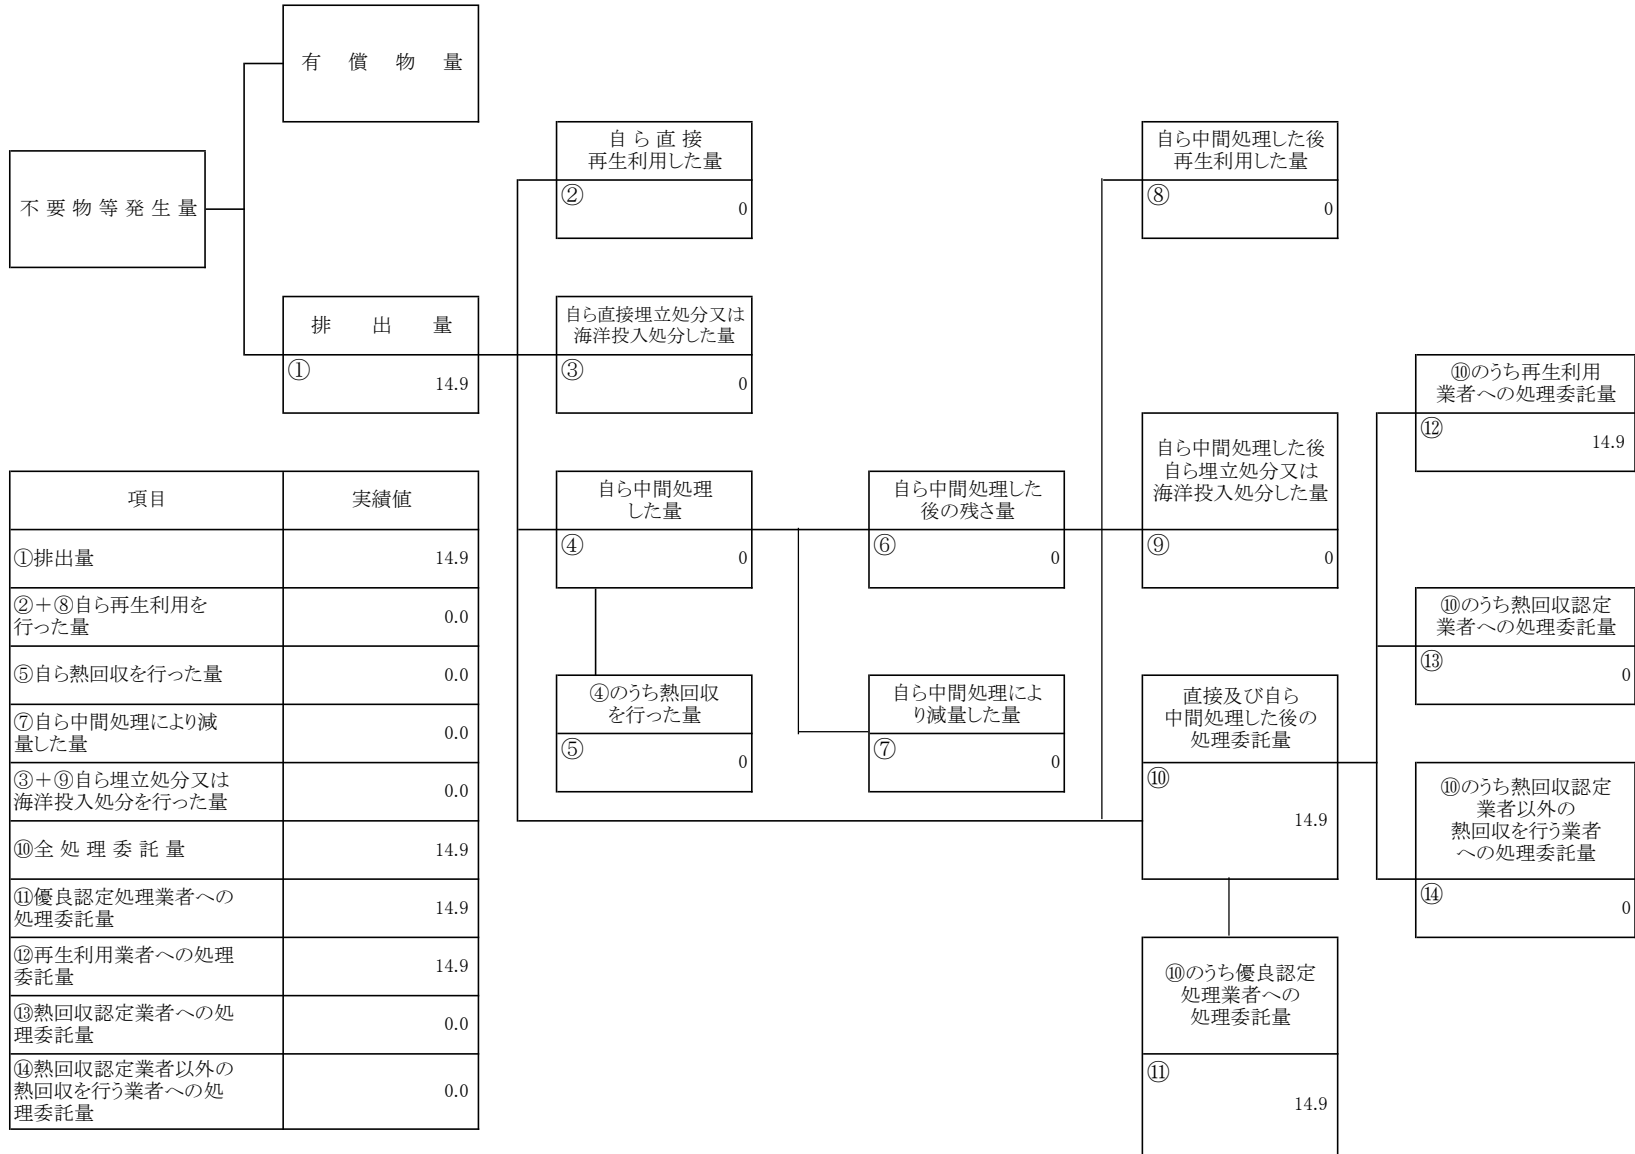 有償物量
不要物等発生量
排出量
①
14.9
自ら直接
再生利用した量
②
0
自ら直接埋立処分又は
海洋投入処分した量
③
0
自ら中間処理
した量
④
0
④のうち熱回収
を行った量
⑤
0
自ら中間処理した
後の残さ量
⑥
0
自ら中間処理によ
り減量した量
⑦
0
自ら中間処理した後
再生利用した量
⑧
0
自ら中間処理した後
自ら埋立処分又は
海洋投入処分した量
⑨
0
直接及び自ら
中間処理した後の
処理委託量
⑩
14.9
⑩のうち優良認定
処理業者への
処理委託量
⑪
14.9
⑩のうち再生利用
業者への処理委託量
⑫
14.9
⑩のうち熱回収認定
業者への処理委託量
⑬
0
⑩のうち熱回収認定
業者以外の
熱回収を行う業者
への処理委託量
⑭
0
項目 実績値
①排出量 14.9
②＋⑧自ら再生利用を
行った量 0.0
⑤自ら熱回収を行った量 0.0
⑦自ら中間処理により減
量した量 0.0
③＋⑨自ら埋立処分又は
海洋投入処分を行った量 0.0
⑩全処理委託量 14.9
⑪優良認定処理業者への
処理委託量 14.9
⑫再生利用業者への処理
委託量 14.9
⑬熱回収認定業者への処
理委託量 0.0
⑭熱回収認定業者以外の
熱回収を行う業者への処
理委託量 0.0